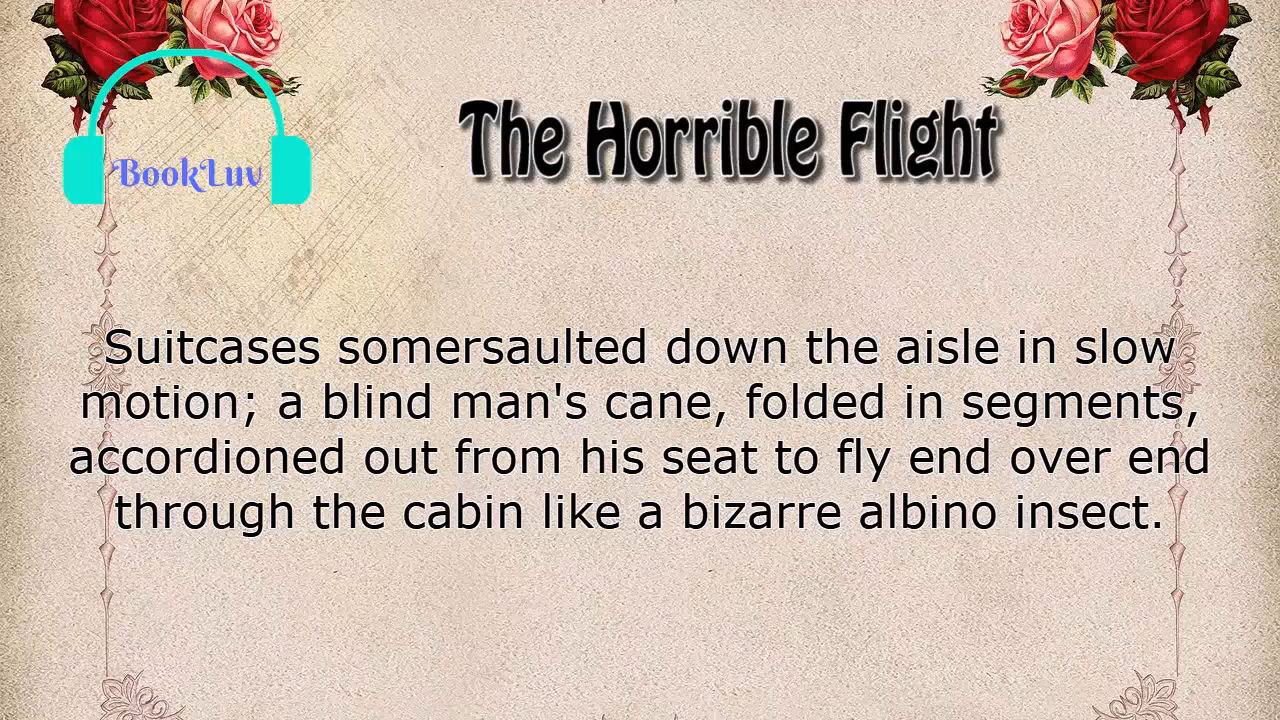 BookLuv
The Horrible Flight
Suitcases somersaulted down the aisle in slow
motion; a blind man's cane, folded in segments,
accordioned out from his seat to fly end over end
through the cabin like a bizarre albino insect.